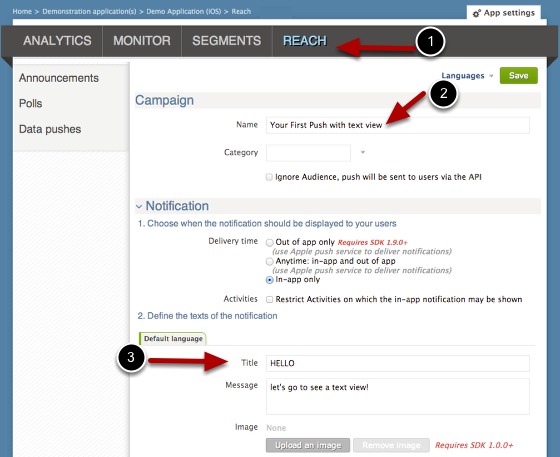 Home > Demonstration application(s) > Demo Application (iOS) > Reach
App settings
ANALYTICS MONITOR SEGMENTS REACH
1
Announcements
Polls
Data pushes
Languages
Save
2
Campaign
Name Your First Push with text view
Category
Ignore Audience, push will be sent to users via the API
Notification
1. Choose when the notification should be displayed to your users
Delivery time Out of app only Requires SDK 1.9.0+
(use Apple push service to deliver notifications)
Anytime: in-app and out of app
(use Apple push service to deliver notifications)
In-app only
Activities Restrict Activities on which the in-app notification may be shown
2. Define the texts of the notification
Default language
3
Title HELLO
Message let's go to see a text view!
Image None
Upload an image Remove image Requires SDK 1.0.0+